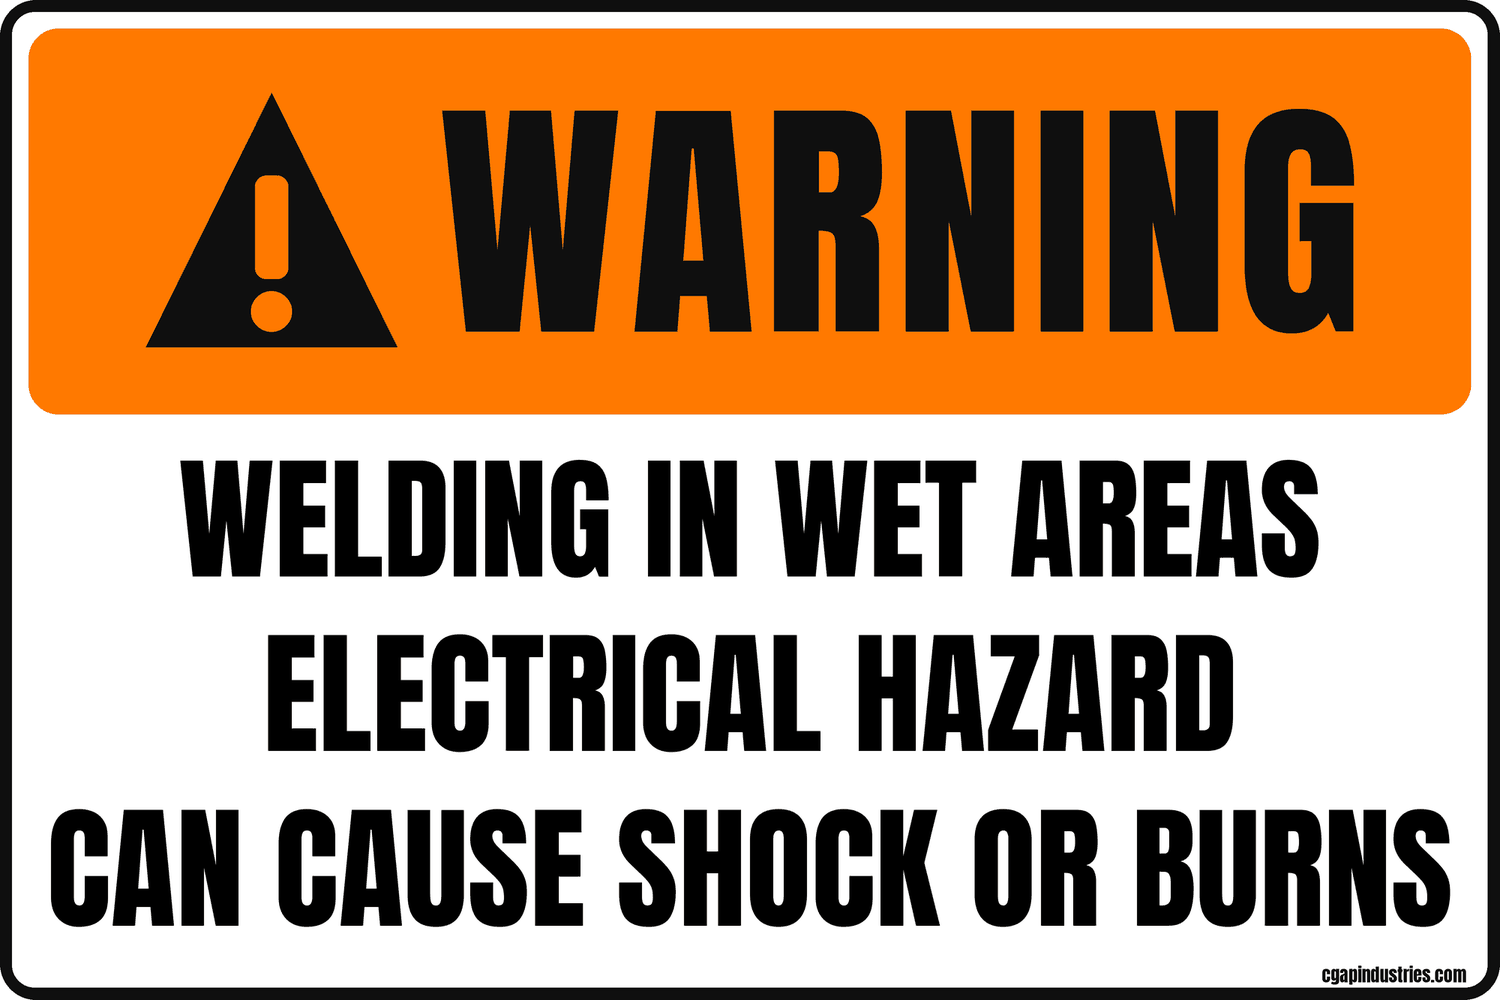 WARNING
WELDING IN WET AREAS
ELECTRICAL HAZARD
CAN CAUSE SHOCK OR BURNS
cgapindustries.com